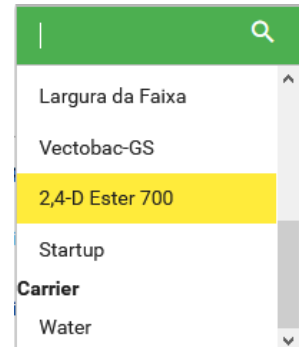 Largura da Faixa
Vectobac-GS
2,4-D Ester 700
Startup
Carrier
Water